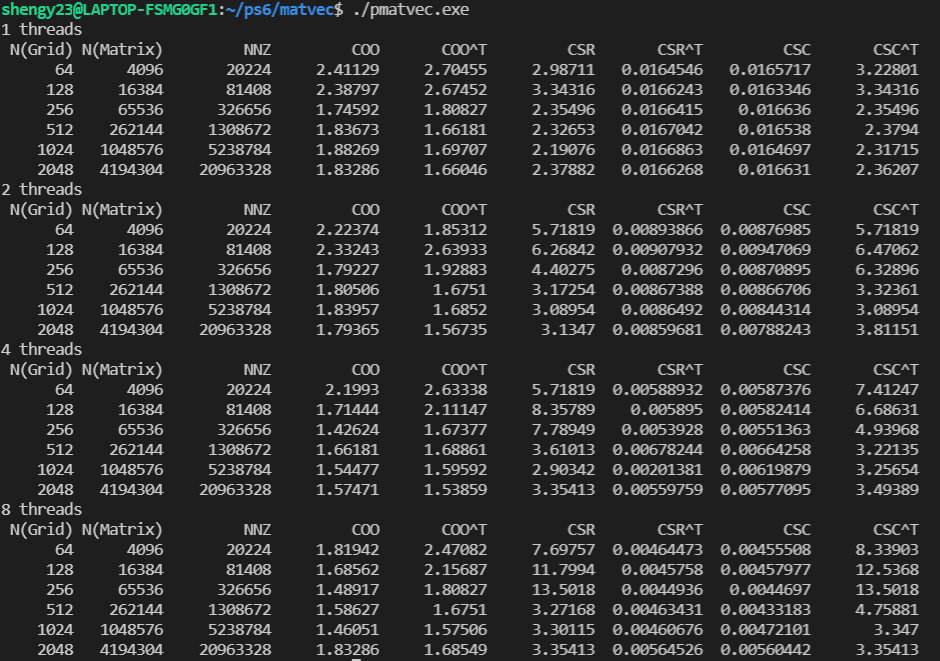 shengy23@LAPTOP-FSMG0GF1:~/ps6/matvec$ ./pmatvec.exe
1 threads
N(Grid) N(Matrix) NNZ COO COO^T CSR CSR^T CSC CSC^T
64 4096 20224 2.41129 2.70455 2.98711 0.0164546 0.0165717 3.22801
128 16384 81408 2.38797 2.67452 3.34316 0.0166243 0.0163346 3.34316
256 65536 326656 1.74592 1.80827 2.35496 0.0166415 0.016636 2.35496
512 262144 1308672 1.83673 1.66181 2.32653 0.0167042 0.016538 2.3794
1024 1048576 5238784 1.88269 1.69707 2.19076 0.0166863 0.0164697 2.31715
2048 4194304 20963328 1.83286 1.66046 2.37882 0.0166268 0.016631 2.36207
2 threads
N(Grid) N(Matrix) NNZ COO COO^T CSR CSR^T CSC CSC^T
64 4096 20224 2.22374 1.85312 5.71819 0.00893866 0.00876985 5.71819
128 16384 81408 2.33243 2.63933 6.26842 0.00907932 0.00947069 6.47062
256 65536 326656 1.79227 1.92883 4.40275 0.0087296 0.00870895 6.32896
512 262144 1308672 1.80506 1.6751 3.17254 0.00867388 0.00866706 3.32361
1024 1048576 5238784 1.83957 1.6852 3.08954 0.0086492 0.00844314 3.08954
2048 4194304 20963328 1.79365 1.56735 3.1347 0.00859681 0.00788243 3.81151
4 threads
N(Grid) N(Matrix) NNZ COO COO^T CSR CSR^T CSC CSC^T
64 4096 20224 2.1993 2.63338 5.71819 0.00588932 0.00587376 7.41247
128 16384 81408 1.71444 2.11147 8.35789 0.005895 0.00582414 6.68631
256 65536 326656 1.42624 1.67377 7.78949 0.0053928 0.00551363 4.93968
512 262144 1308672 1.66181 1.68861 3.61013 0.00678244 0.00664258 3.22135
1024 1048576 5238784 1.54477 1.59592 2.90342 0.00201381 0.00619879 3.25654
2048 4194304 20963328 1.57471 1.53859 3.35413 0.00559759 0.00577095 3.49389
8 threads
N(Grid) N(Matrix) NNZ COO COO^T CSR CSR^T CSC CSC^T
64 4096 20224 1.81942 2.47082 7.69757 0.00464473 0.00455508 8.33903
128 16384 81408 1.68562 2.15687 11.7994 0.0045758 0.00457977 12.5368
256 65536 326656 1.48917 1.80827 13.5018 0.0044936 0.0044697 13.5018
512 262144 1308672 1.58627 1.6751 3.27168 0.00463431 0.00433183 4.75881
1024 1048576 5238784 1.46051 1.57506 3.30115 0.00460676 0.00472101 3.347
2048 4194304 20963328 1.83286 1.68549 3.35413 0.00564526 0.00560442 3.35413